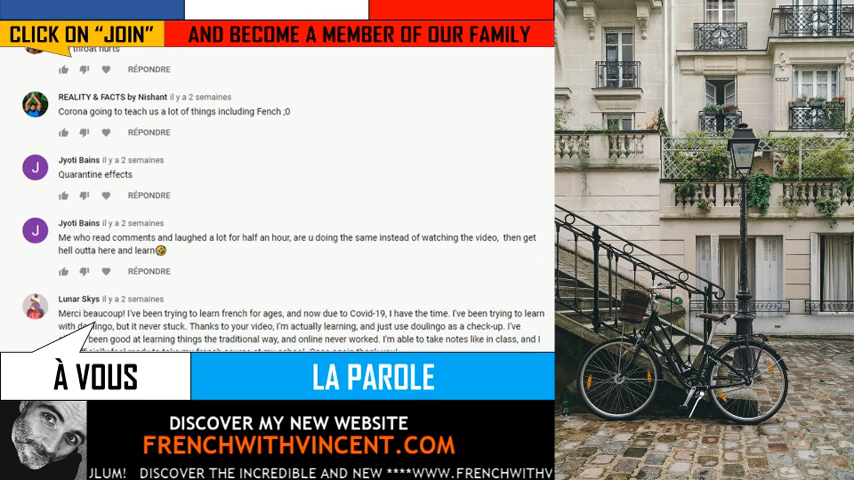 CLICK ON “JOIN”
AND BECOME A MEMBER OF OUR FAMILY
throat hurts
RÉPONDRE
REALITY & FACTS by Nishant il y a 2 semaines
Corona going to teach us a lot of things including Fench ;0
RÉPONDRE
J
Jyoti Bains il y a 2 semaines
Quarantine effects
RÉPONDRE
J
Jyoti Bains il y a 2 semaines
Me who read comments and laughed a lot for half an hour, are u doing the same instead of watching the video, then get
hell outta here and learn🤣
RÉPONDRE
Lunar Skys il y a 2 semaines
Merci beaucoup! I've been trying to learn french for ages, and now due to Covid-19, I have the time. I've been trying to learn
with ingo, but it never stuck. Thanks to your video, I'm actually learning, and just use doulingo as a check-up. I've
been good at learning things the traditional way, and online never worked. I'm able to take notes like in class, and I
À VOUS
LA PAROLE
DISCOVER MY NEW WEBSITE
FRENCHWITHVINCENT.COM
JLUM! DISCOVER THE INCREDIBLE AND NEW ****WWW.FRENCHWITHV